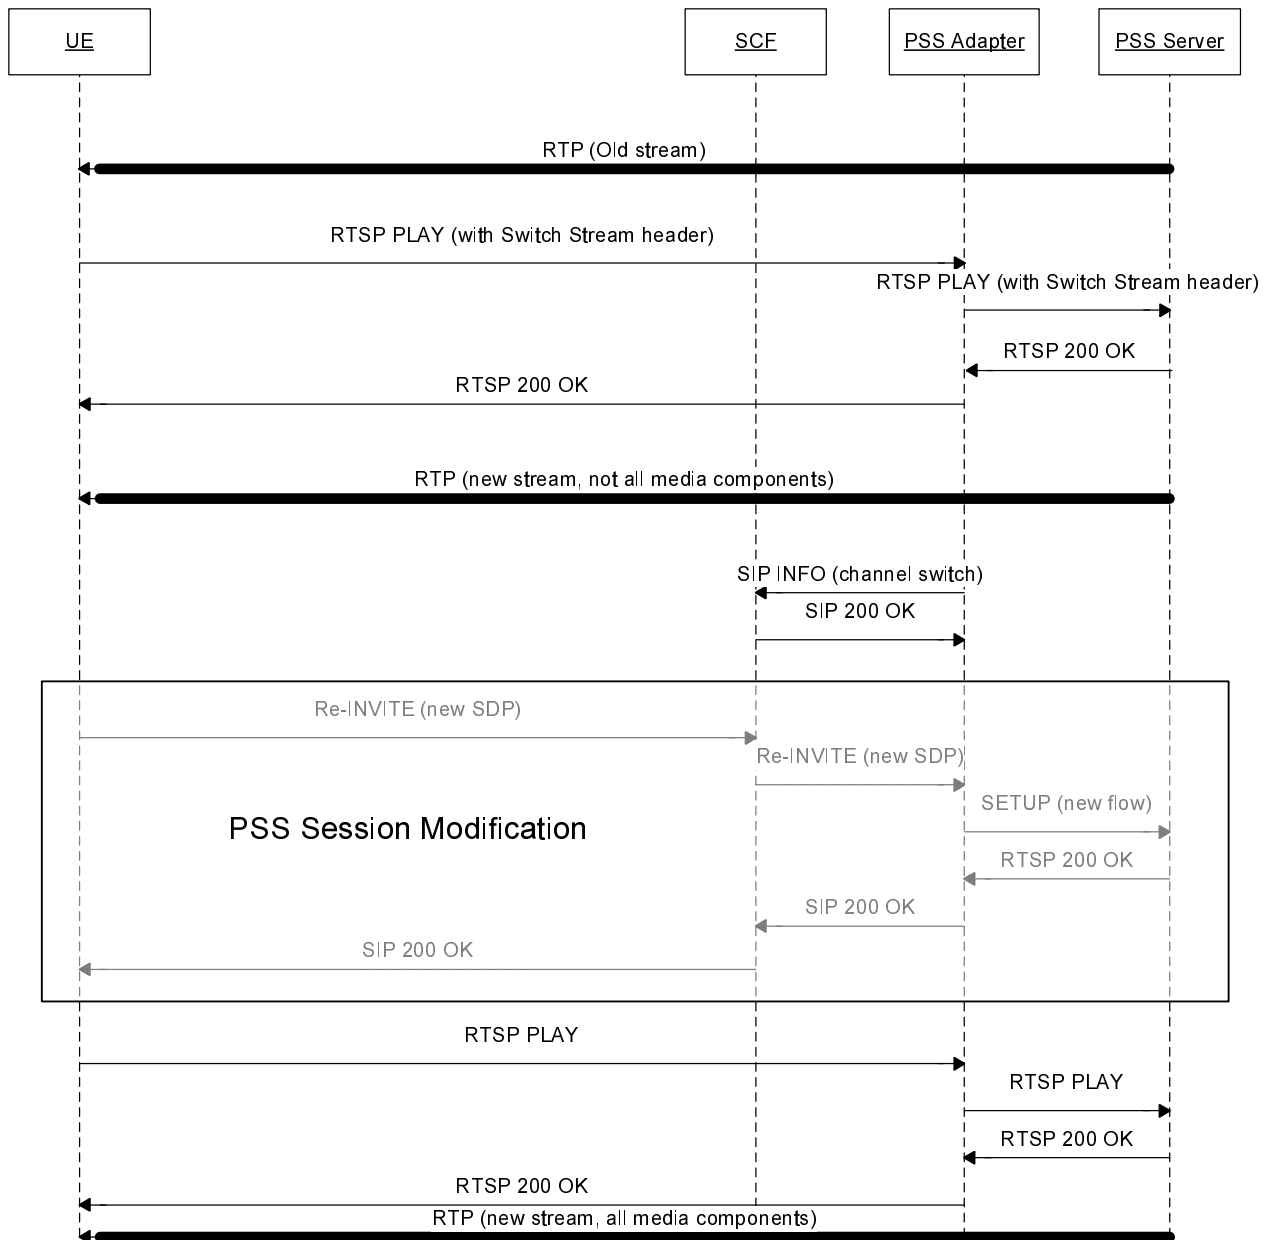 UE
SCF
PSS Adapter
PSS Server
RTP (Old stream)
RTSP PLAY (with Switch Stream header)
RTSP PLAY (with Switch Stream header)
RTSP 200 OK
RTSP 200 OK
RTP (new stream, not all media components)
SIP INFO (channel switch)
SIP 200 OK
Re-INVITE (new SDP)
Re-INVITE (new SDP)
SETUP (new flow)
PSS Session Modification
RTSP 200 OK
SIP 200 OK
SIP 200 OK
RTSP PLAY
RTSP PLAY
RTSP 200 OK
RTSP 200 OK
RTP (new stream, all media components)